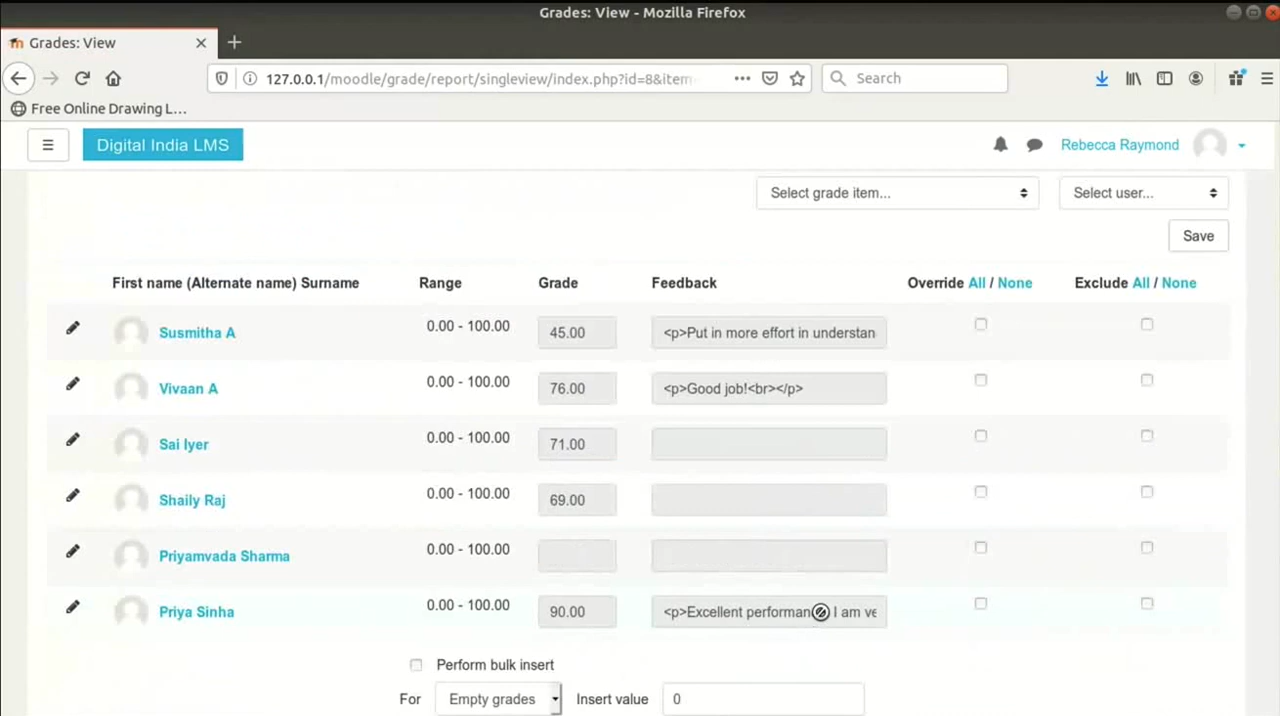 Grades: View - Mozilla Firefox
Grades: View
127.0.0.1/moodle/grade/report/singleview/index.php?id=8&item
Search
Free Online Drawing L...
Digital India LMS
Rebecca Raymond
Select grade item...
Select user...
Save
First name (Alternate name) Surname Range Grade Feedback Override All / None Exclude All / None
Susmitha A 0.00 - 100.00 45.00 <p>Put in more effort in understan
Vivaan A 0.00 - 100.00 76.00 <p>Good job!<br></p>
Sai Iyer 0.00 - 100.00 71.00
Shaily Raj 0.00 - 100.00 69.00
Priyamvada Sharma 0.00 - 100.00
Priya Sinha 0.00 - 100.00 90.00 <p>Excellent performan I am ve
Perform bulk insert
For Empty grades Insert value 0